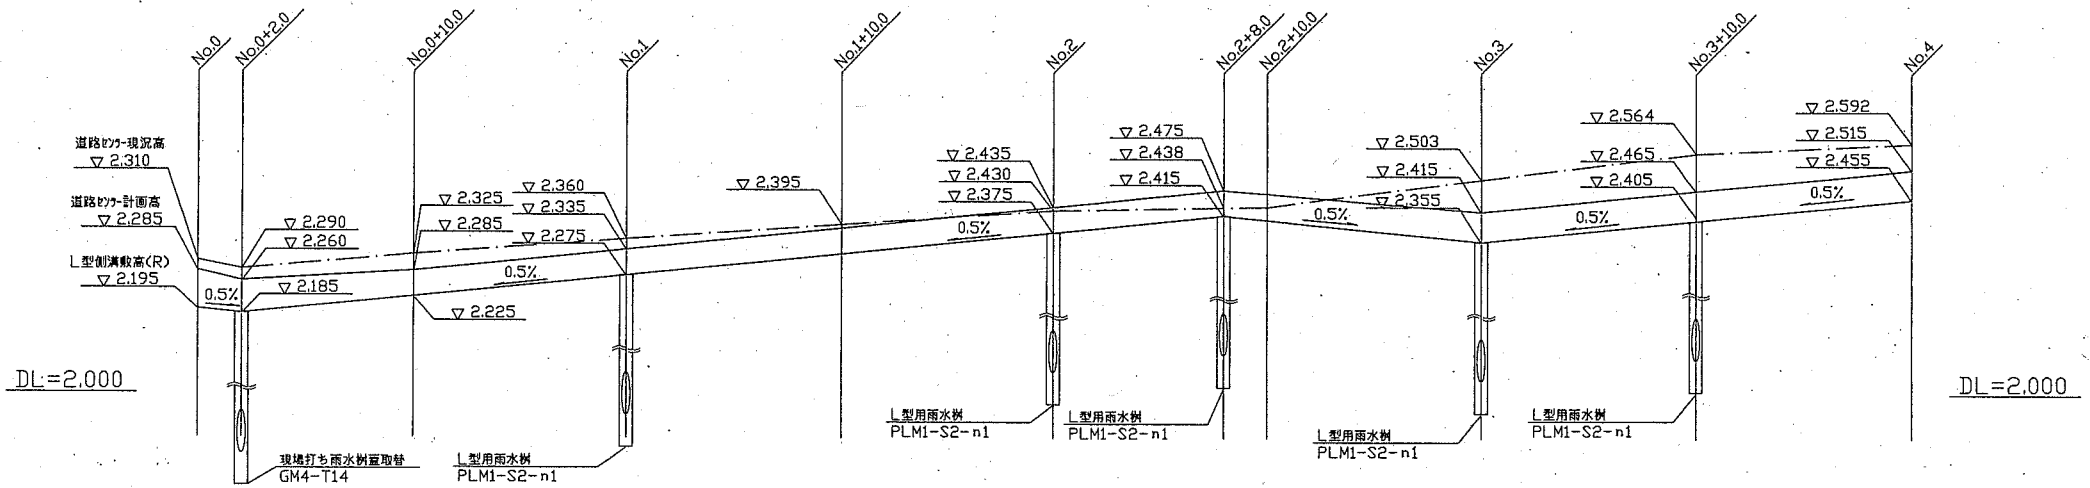 No.0
No.0+2.0
No.0+10.0
No.1
No.1+10.0
No.2
No.2+8.0
No.2+10.0
No.3
No.3+10.0
No.4
道路センター現況高
▽ 2.310
道路センター計画高
▽ 2.285
L型側溝敷高(R)
▽ 2.195
0.5%
▽ 2.290
▽ 2.260
▽ 2.185
▽ 2.325
▽ 2.285
▽ 2.225
▽ 2.360
▽ 2.335
▽ 2.275
0.5%
▽ 2.395
▽ 2.435
▽ 2.430
▽ 2.375
0.5%
▽ 2.475
▽ 2.438
▽ 2.415
0.5%
▽ 2.503
▽ 2.415
▽ 2.355
▽ 2.564
▽ 2.465
▽ 2.405
0.5%
▽ 2.592
▽ 2.515
▽ 2.455
0.5%
DL=2.000
DL=2.000
現場打ち雨水桝蓋取替
GM4-T14
L型用雨水桝
PLM1-S2-n1
L型用雨水桝
PLM1-S2-n1
L型用雨水桝
PLM1-S2-n1
L型用雨水桝
PLM1-S2-n1
L型用雨水桝
PLM1-S2-n1